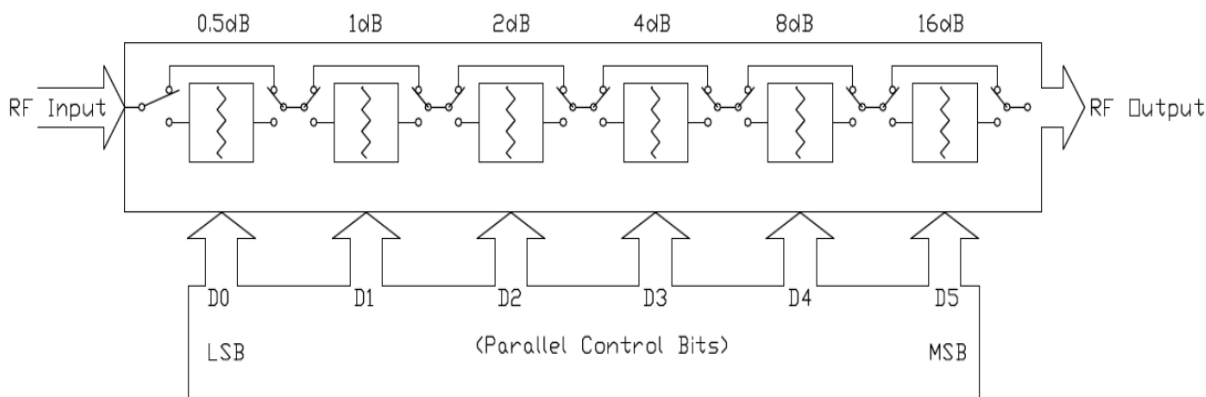 0.5dB 1dB 2dB 4dB 8dB 16dB
RF Input
RF Output
D0 D1 D2 D3 D4 D5
LSB (Parallel Control Bits) MSB